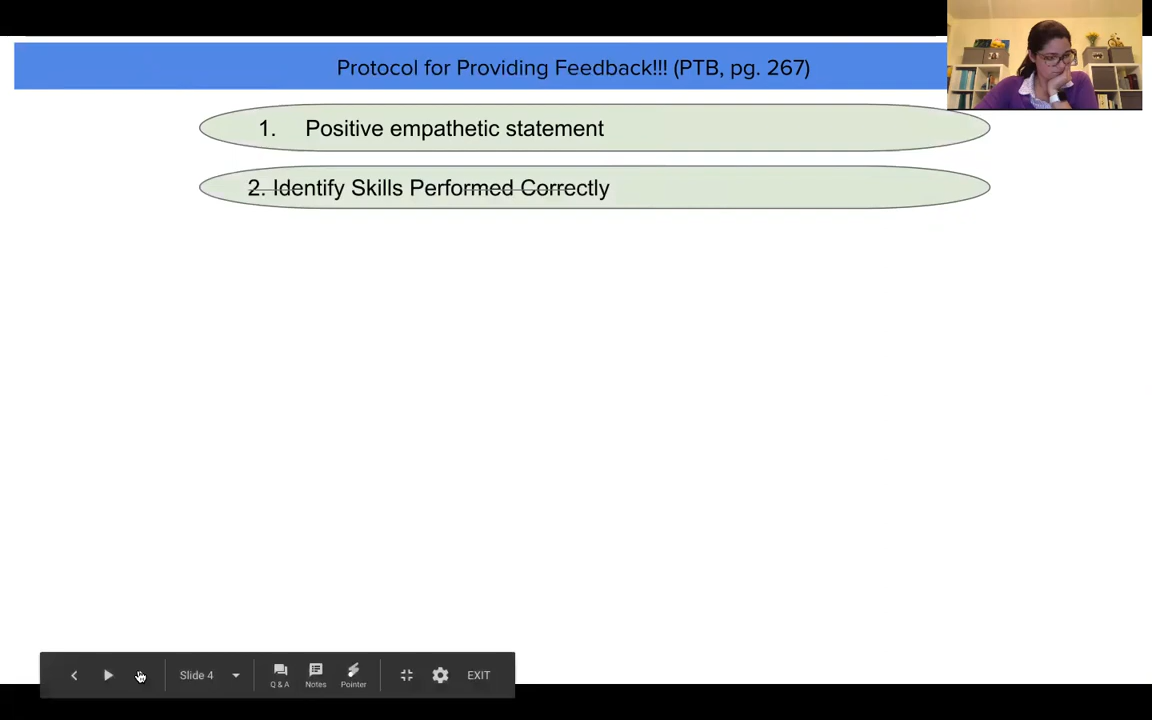 Protocol for Providing Feedback!!! (PTB, pg. 267)
1. Positive empathetic statement
2. Identify Skills Performed Correctly
Slide 4
Q & A
Notes
Pointer
EXIT